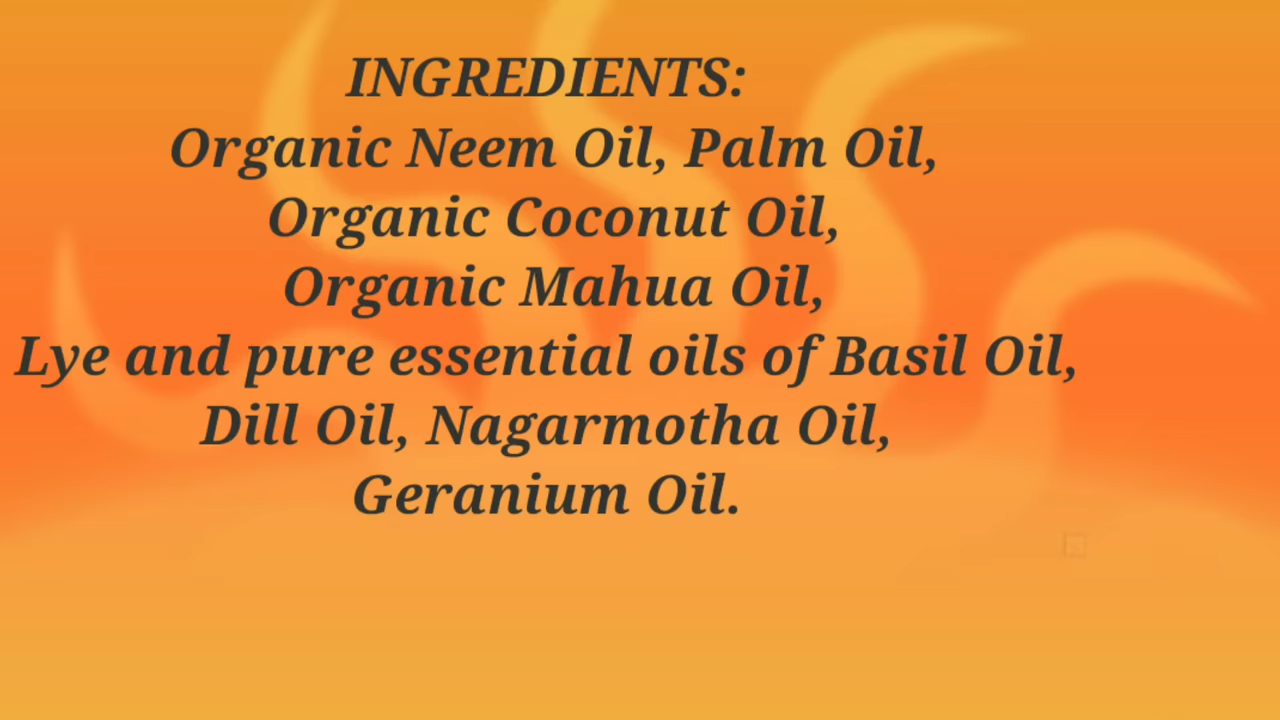 INGREDIENTS:
Organic Neem Oil, Palm Oil,
Organic Coconut Oil,
Organic Mahua Oil,
Lye and pure essential oils of Basil Oil,
Dill Oil, Nagarmotha Oil,
Geranium Oil.